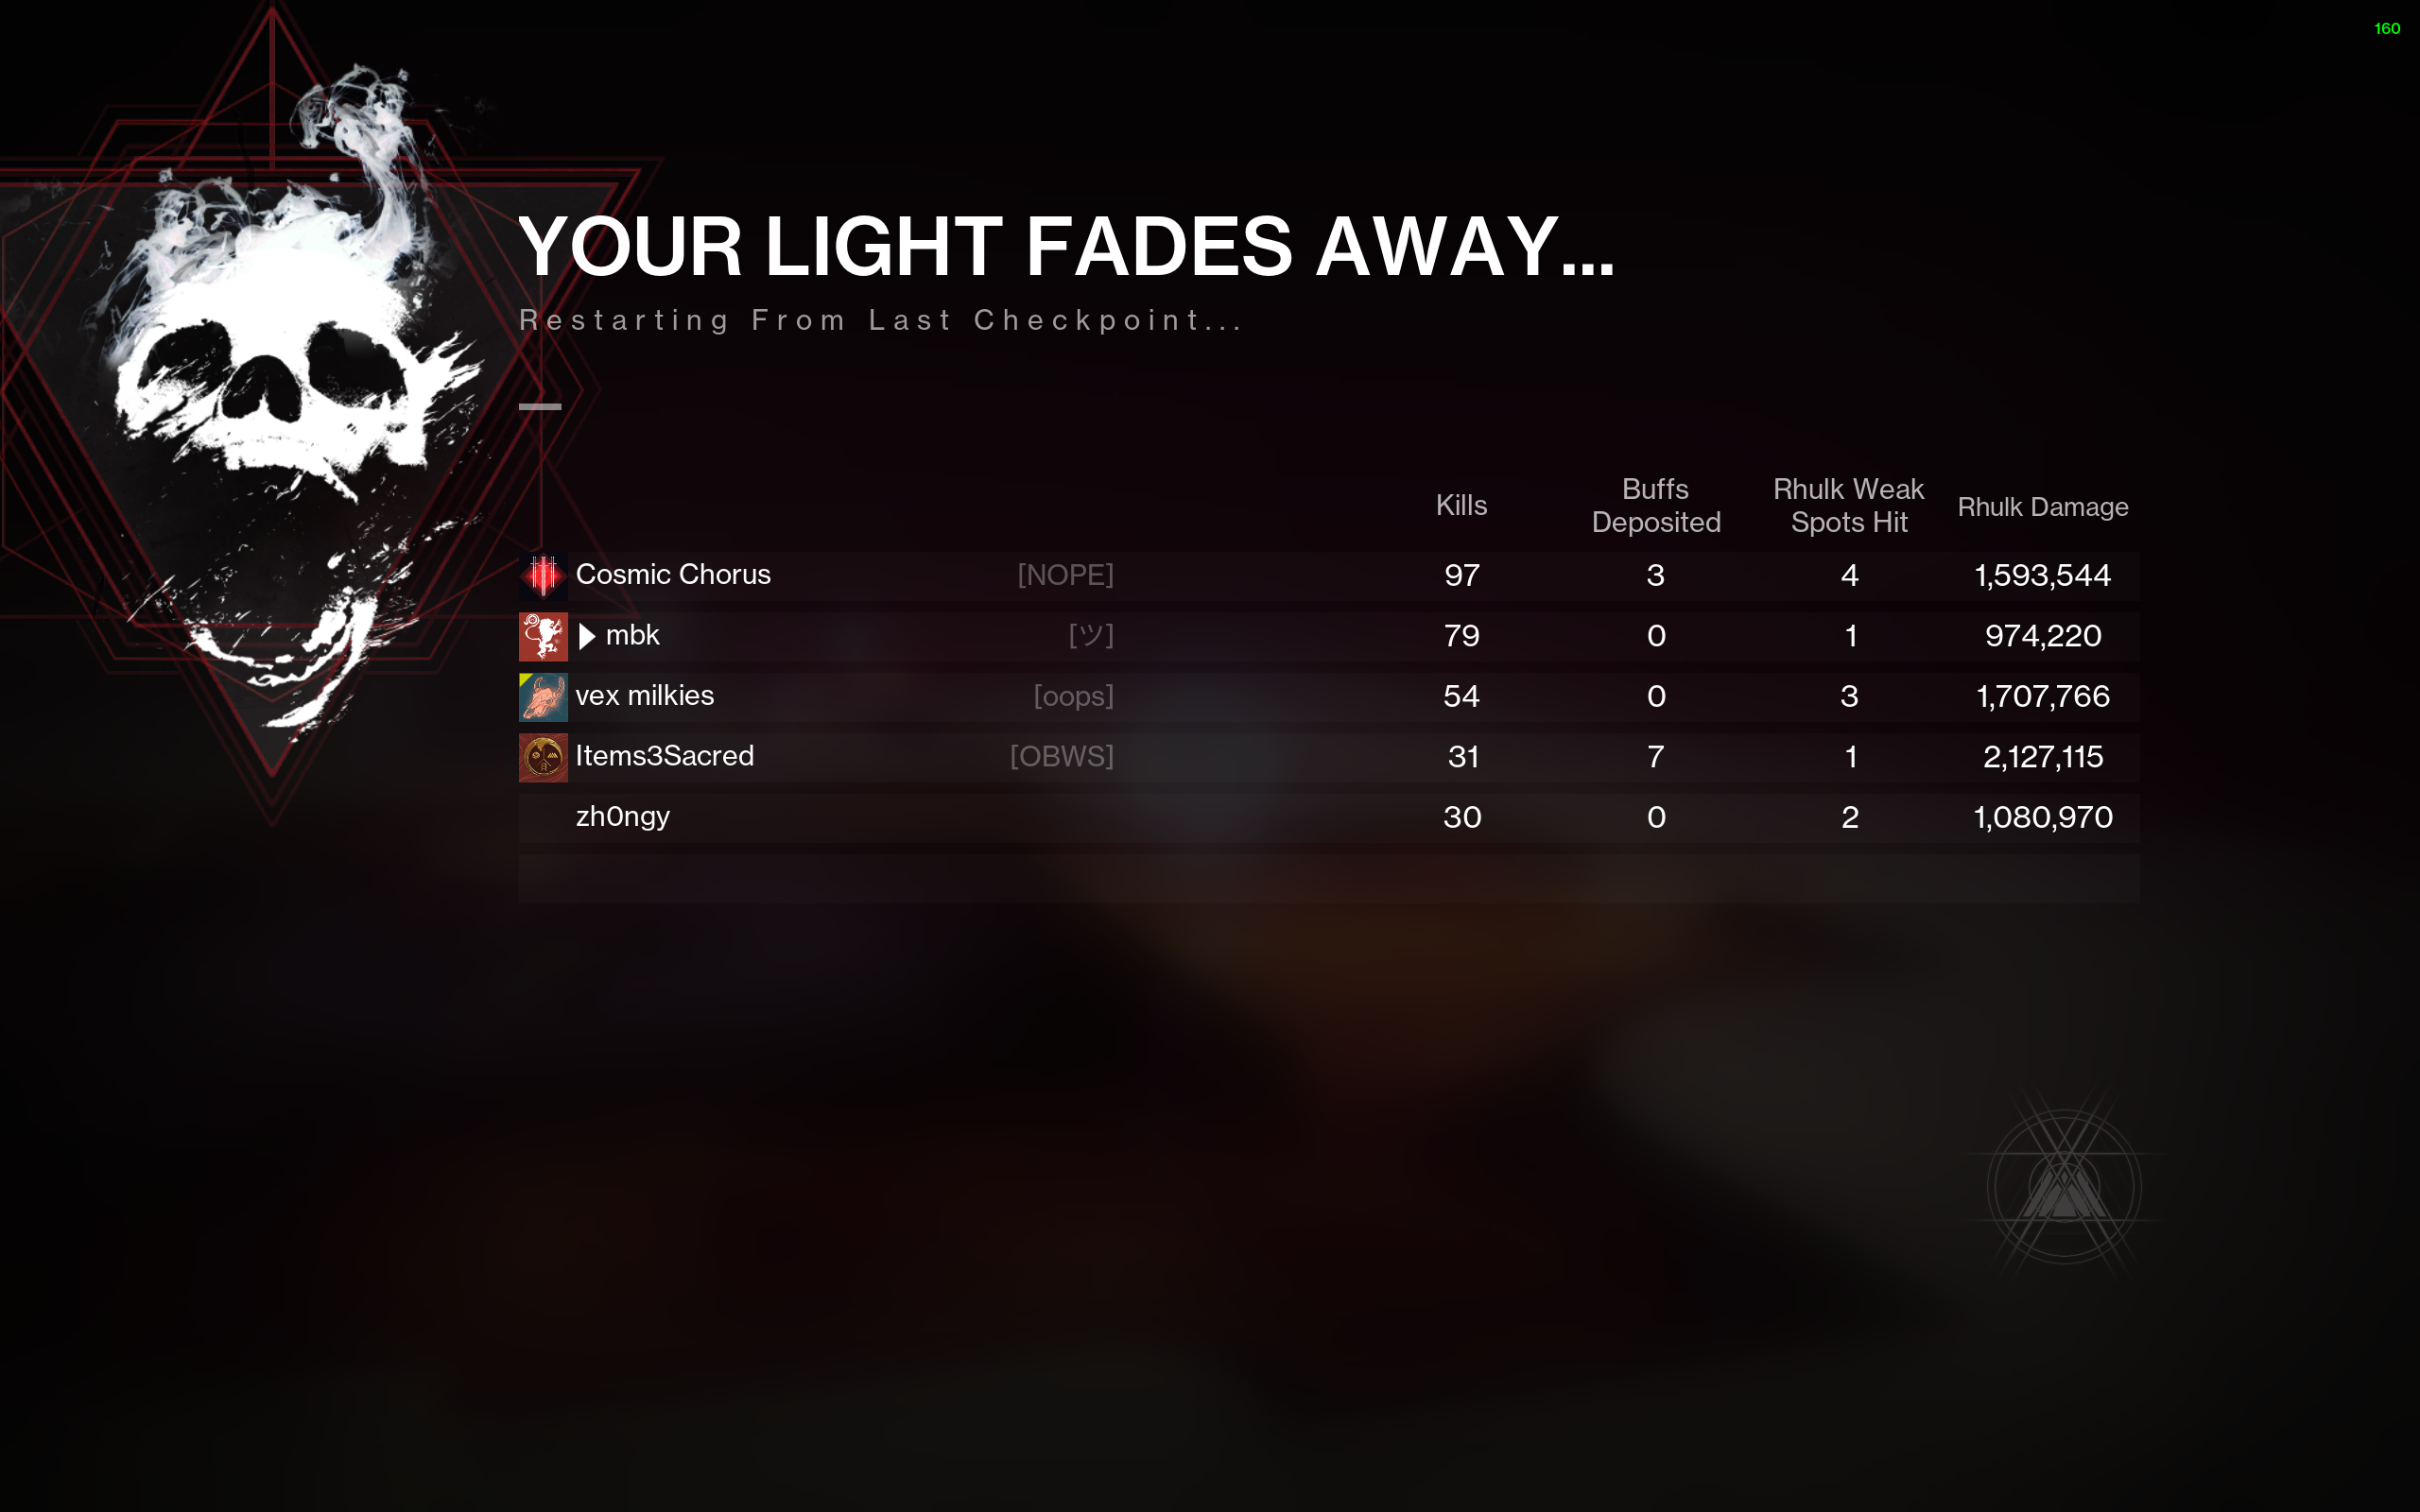 160
YOUR LIGHT FADES AWAY...
Restarting From Last Checkpoint...
Kills Buffs Deposited Rhulk Weak Spots Hit Rhulk Damage
Cosmic Chorus [NOPE] 97 3 4 1,593,544
mbk [ツ] 79 0 1 974,220
vex milkies [oops] 54 0 3 1,707,766
Items3Sacred [OBWS] 31 7 1 2,127,115
zh0ngy 30 0 2 1,080,970